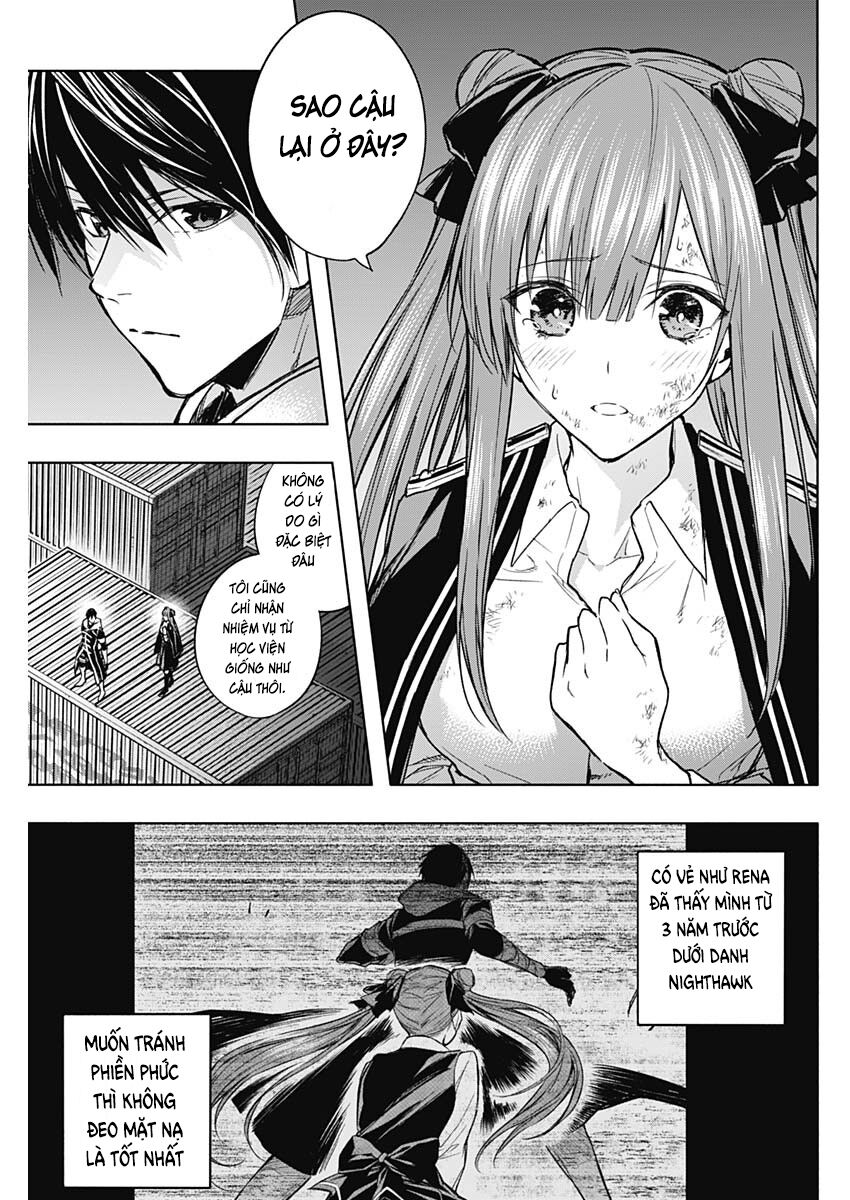 SAO CẬU
LẠI Ở ĐÂY?
KHÔNG
CÓ LÝ
DO GÌ
ĐẶC BIỆT
ĐÂU
TÔI CŨNG
CHỈ NHẬN
NHIỆM VỤ TỪ
HỌC VIỆN
GIỐNG NHƯ
CẬU THÔI.
CÓ VẺ NHƯ RENA
ĐÃ THẤY MÌNH TỪ
3 NĂM TRƯỚC
DƯỚI DANH
NIGHTHAWK
MUỐN TRÁNH
PHIỀN PHỨC
THÌ KHÔNG
ĐEO MẶT NẠ
LÀ TỐT NHẤT